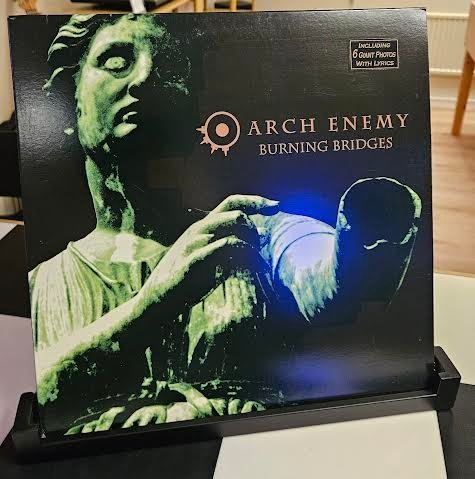 INCLUDING
6 GIANT PHOTOS
WITH LYRICS
ARCH ENEMY
BURNING BRIDGES